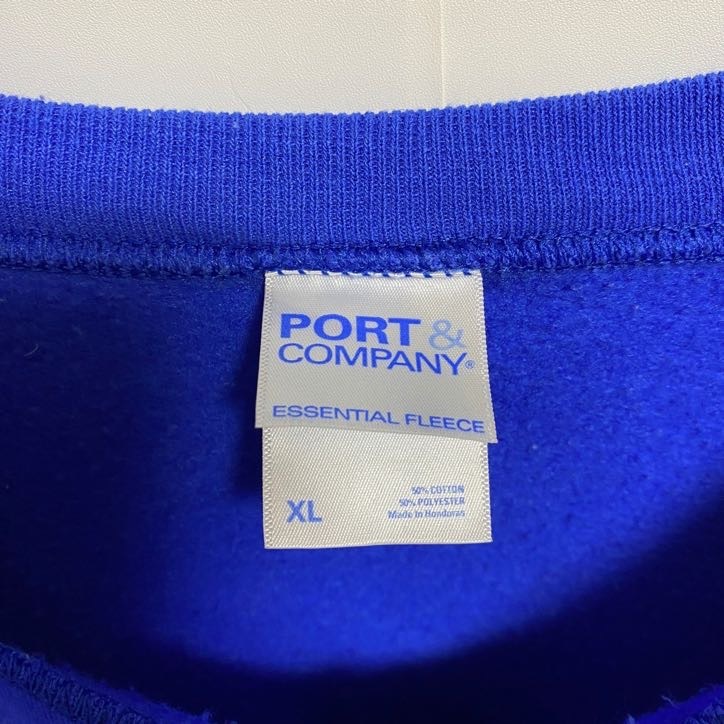 PORT &
COMPANY®
ESSENTIAL FLEECE
XL
50% COTTON
50% POLYESTER
Made in Honduras